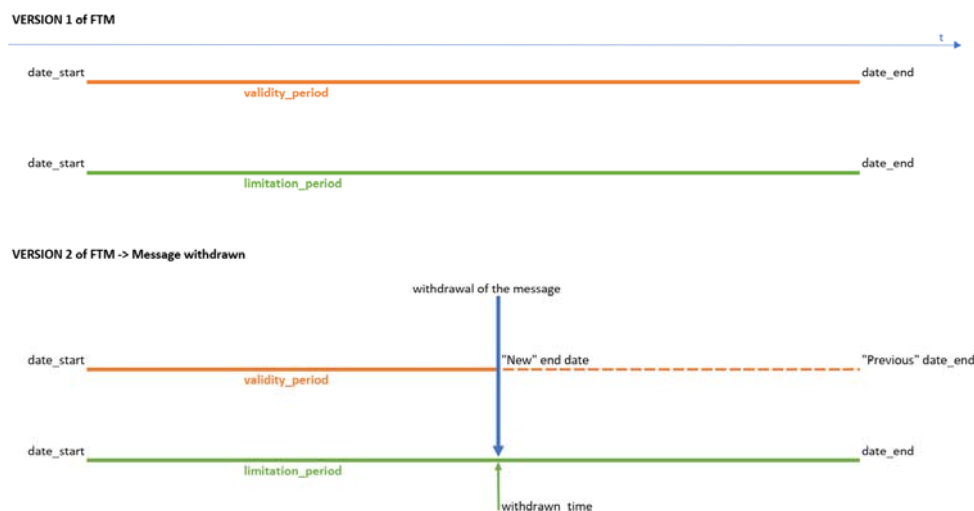 VERSION 1 of FTM
t
date_start
date_end
validity_period
date_start
date_end
limitation_period
VERSION 2 of FTM -> Message withdrawn
withdrawal of the message
date_start
"New" end date
"Previous" date_end
validity_period
date_start
date_end
limitation_period
withdrawn_time